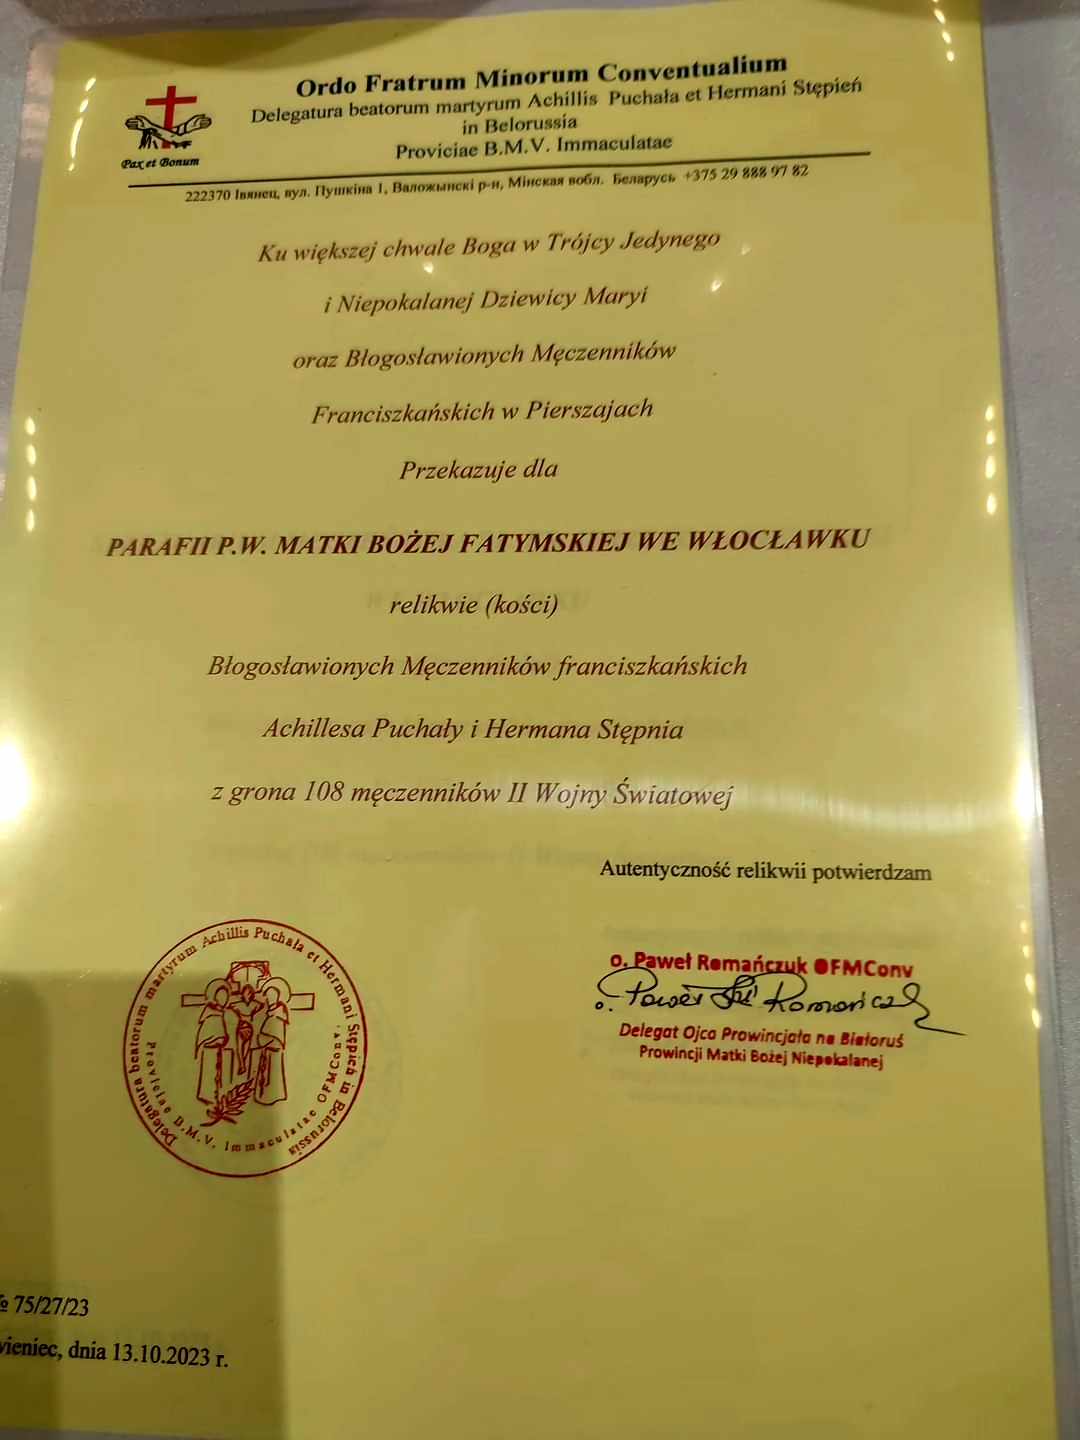 Ordo Fratrum Minorum Conventualium
Delegatura beatorum martyrum Achillis Puchała et Hermani Stępień
in Belorussia
Proviciae B.M.V. Immaculatae
Pax et Bonum
222370 Івянец, вул. Пушкіна 1, Валожынскі р-н, Мінская вобл. Беларусь +375 29 888 97 82
Ku większej chwale Boga w Trójcy Jedynego
i Niepokalanej Dziewicy Maryi
oraz Błogosławionych Męczenników
Franciszkańskich w Pierszajach
Przekazuje dla
PARAFII P.W. MATKI BOŻEJ FATYMSKIEJ WE WŁOCŁAWKU
relikwie (kości)
Błogosławionych Męczenników franciszkańskich
Achillesa Puchały i Hermana Stępnia
z grona 108 męczenników II Wojny Światowej
Autentyczność relikwii potwierdzam
o. Paweł Romańczuk OFMConv
Delegat Ojca Prowincjała na Białoruś
Prowincji Matki Bożej Niepokalanej
Delegatura beatorum martyrum Achillis Puchała et Hermani Stępień in Belorussia
Proviciae B.M.V. Immaculatae OFMConv.
№ 75/27/23
wieniec, dnia 13.10.2023 r.